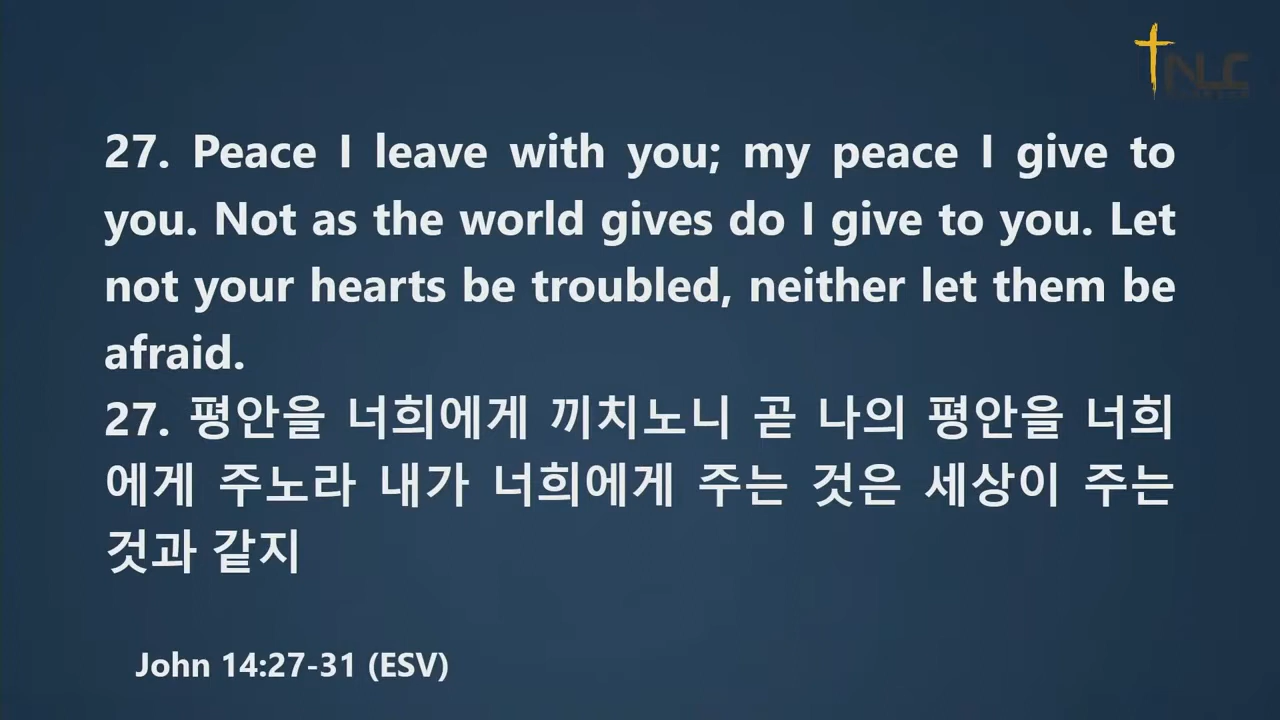 NLC
27. Peace I leave with you; my peace I give to
you. Not as the world gives do I give to you. Let
not your hearts be troubled, neither let them be
afraid.
27. 평안을 너희에게 끼치노니 곧 나의 평안을 너희
에게 주노라 내가 너희에게 주는 것은 세상이 주는
것과 같지
John 14:27-31 (ESV)